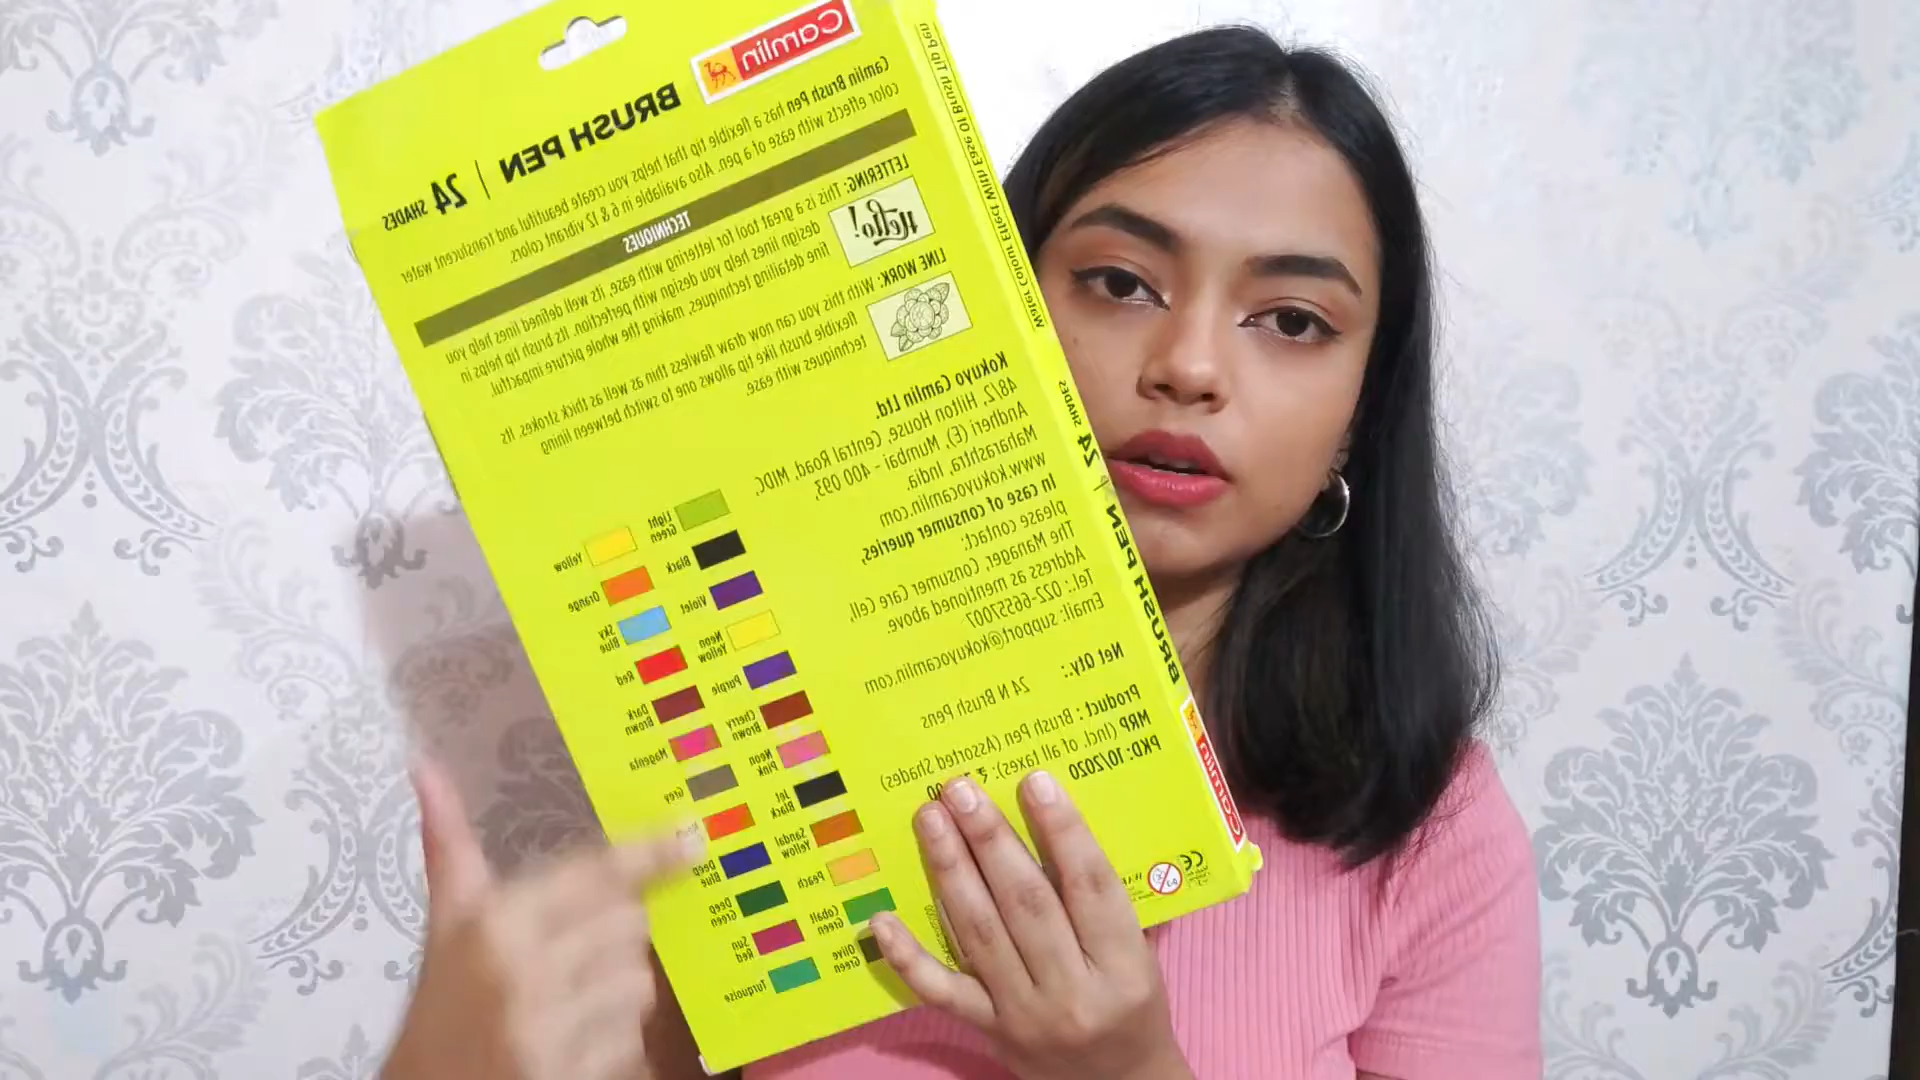 Camlin
BRUSH PEN | 24 SHADES
Camlin Brush Pen has a flexible tip that helps you create beautiful and translucent water
color effects with ease of a pen. Also available in 6 & 12 vibrant colors.
TECHNIQUES
Hello!
LETTERING: This is a great tool for lettering with ease, its well defined lines help you
design lines help you design with perfection. Its brush tip helps in
fine detailing techniques, making the whole picture impactful.
LINE WORK: With this you can now draw flawless thin as well as thick strokes. Its
flexible brush like tip allows one to switch between lining
techniques with ease.
Kokuyo Camlin Ltd.
48/2, Hilton House, Central Road, MIDC,
Andheri (E), Mumbai - 400 093,
Maharashtra, India.
www.kokuyocamlin.com
In case of consumer queries,
please contact:
The Manager, Consumer Care Cell,
Address as mentioned above.
Tel.: 022-66557007
Email: support@kokuyocamlin.com
Net Qty.: 24 N Brush Pens
Product : Brush Pen (Assorted Shades)
MRP (Incl. of all taxes): ₹
PKD: 10/2020
Light Green
Yellow
Black
Orange
Violet
Sky Blue
Neon Yellow
Red
Purple
Dark Brown
Cherry Brown
Magenta
Neon Pink
Grey
Jet Black
Sandal Yellow
Deep Blue
Peach
Deep Green
Cobalt Green
Sun Red
Olive Green
Turquoise
CE
0-3
Water Colour Effect With Ease Of Brush Tip Pen
BRUSH PEN 24 SHADES
Camlin